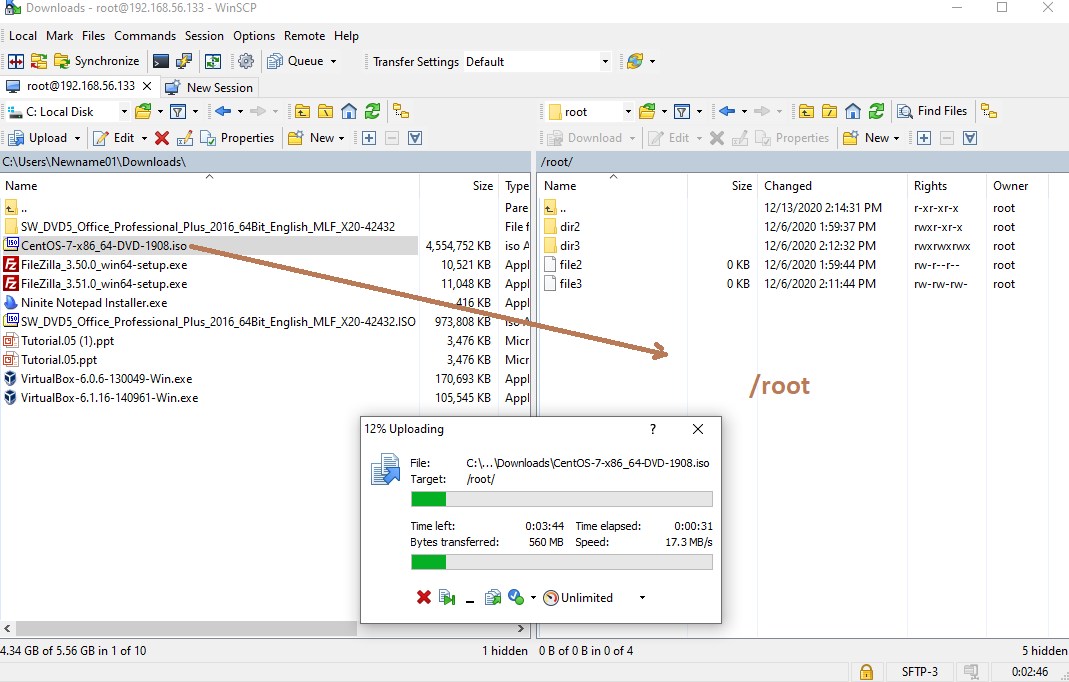 Downloads - root@192.168.56.133 - WinSCP
Local Mark Files Commands Session Options Remote Help
Synchronize Queue Transfer Settings Default
root@192.168.56.133 New Session
C: Local Disk root Find Files
Upload Edit Properties New Download Edit Properties New
C:\Users\Newname01\Downloads\ /root/
Name Size Type Name Size Changed Rights Owner
.. Pare .. 12/13/2020 2:14:31 PM r-xr-xr-x root
SW_DVD5_Office_Professional_Plus_2016_64Bit_English_MLF_X20-42432 File f dir2 12/6/2020 1:59:37 PM rwxr-xr-x root
CentOS-7-x86_64-DVD-1908.iso 4,554,752 KB iso A dir3 12/6/2020 2:12:32 PM rwxrwxrwx root
FileZilla_3.50.0_win64-setup.exe 10,521 KB Appl file2 0 KB 12/6/2020 1:59:44 PM rw-r--r-- root
FileZilla_3.51.0_win64-setup.exe 11,048 KB Appl file3 0 KB 12/6/2020 2:11:44 PM rw-rw-rw- root
Ninite Notepad Installer.exe 416 KB Appl
SW_DVD5_Office_Professional_Plus_2016_64Bit_English_MLF_X20-42432.ISO 973,808 KB iso A
Tutorial.05 (1).ppt 3,476 KB Micr
Tutorial.05.ppt 3,476 KB Micr
VirtualBox-6.0.6-130049-Win.exe 170,693 KB Appl
VirtualBox-6.1.16-140961-Win.exe 105,545 KB Appl
/root
12% Uploading ?
File: C:\...\Downloads\CentOS-7-x86_64-DVD-1908.iso
Target: /root/
Time left: 0:03:44 Time elapsed: 0:00:31
Bytes transferred: 560 MB Speed: 17.3 MB/s
Unlimited
4.34 GB of 5.56 GB in 1 of 10 1 hidden 0 B of 0 B in 0 of 4 5 hidden
SFTP-3 0:02:46